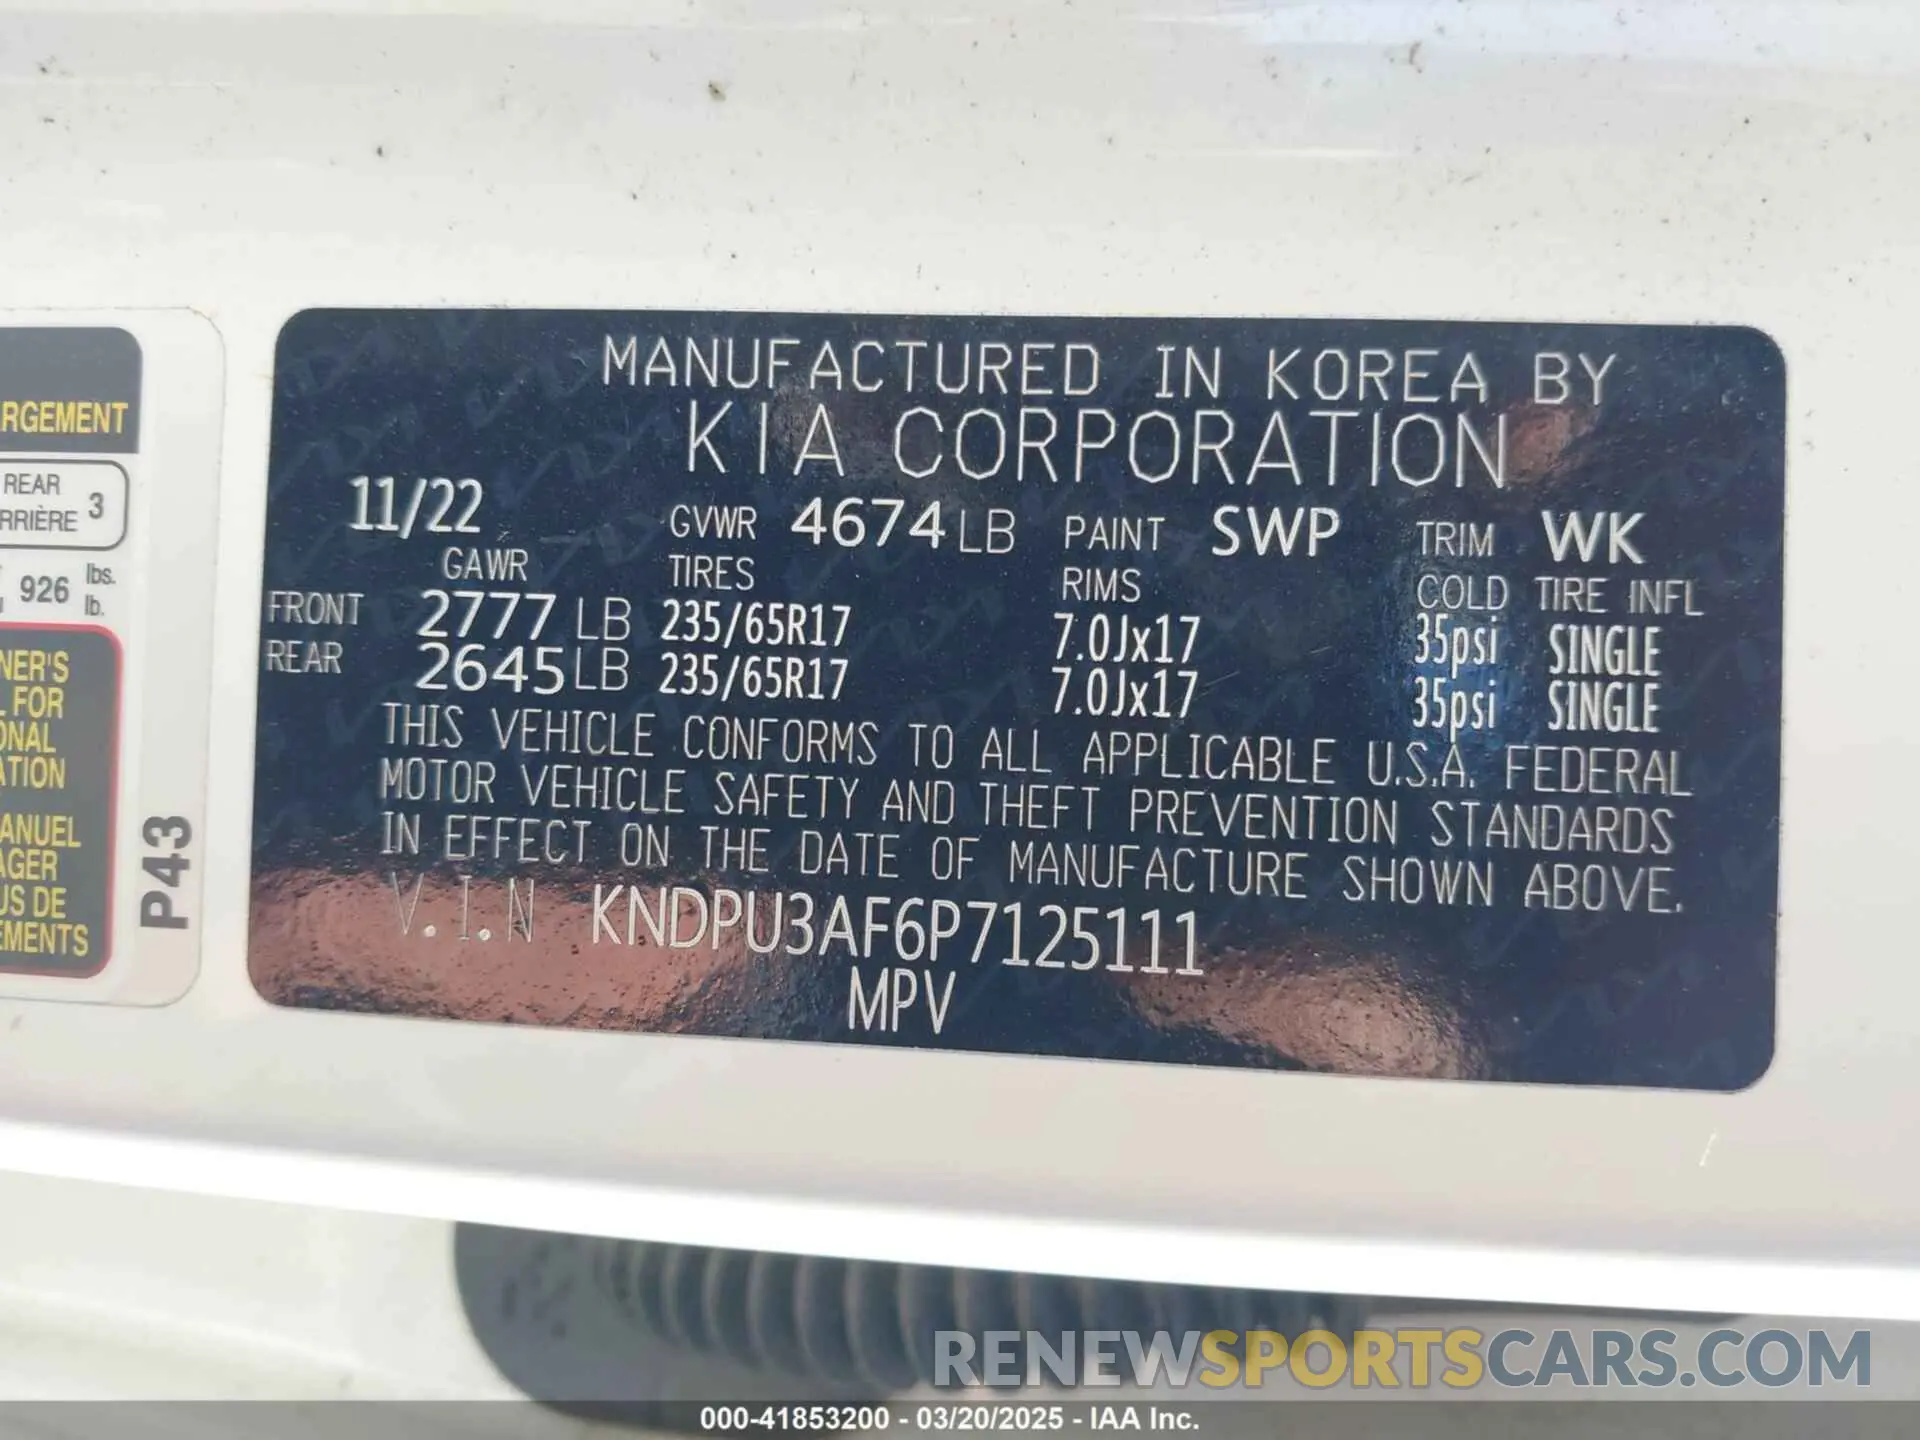 MANUFACTURED IN KOREA BY
KIA CORPORATION
11/22 GVWR 4674 LB PAINT SWP TRIM WK
GAWR TIRES RIMS COLD TIRE INFL
FRONT 2777 LB 235/65R17 7.0Jx17 35psi SINGLE
REAR 2645 LB 235/65R17 7.0Jx17 35psi SINGLE
THIS VEHICLE CONFORMS TO ALL APPLICABLE U.S.A. FEDERAL
MOTOR VEHICLE SAFETY AND THEFT PREVENTION STANDARDS
IN EFFECT ON THE DATE OF MANUFACTURE SHOWN ABOVE.
V.I.N KNDPU3AF6P7125111
MPV
RGEMENT
REAR
RRIÈRE 3
926 lbs.
lb.
NER'S
L FOR
ONAL
ATION
ANUEL
AGER
US DE
EMENTS
P43
RENEWSPORTSCARS.COM
000-41853200 - 03/20/2025 - IAA Inc.